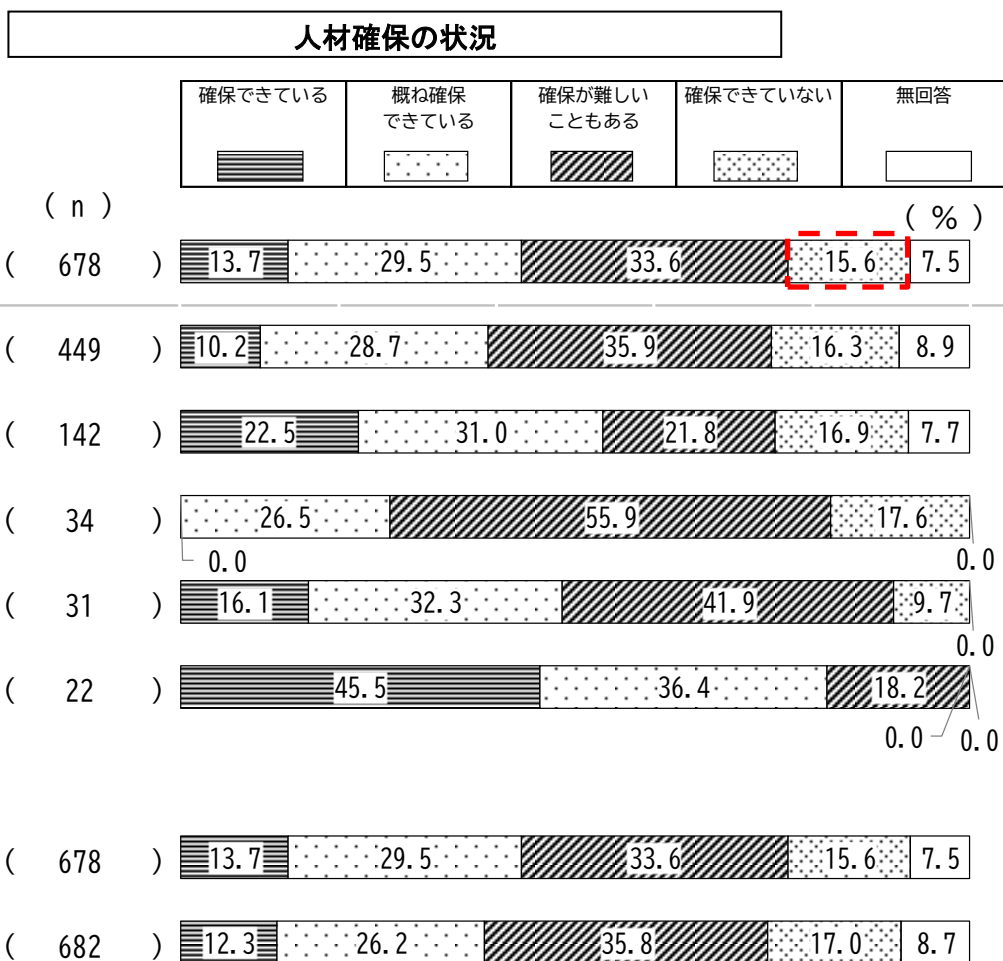 人材確保の状況
確保できている 概ね確保 確保が難しい 確保できていない 無回答
できている こともある
( n )
( % )
( 678 ) 13.7 29.5 33.6 15.6 7.5
( 449 ) 10.2 28.7 35.9 16.3 8.9
( 142 ) 22.5 31.0 21.8 16.9 7.7
( 34 ) 26.5 55.9 17.6
0.0 0.0
( 31 ) 16.1 32.3 41.9 9.7
0.0
( 22 ) 45.5 36.4 18.2
0.0 0.0
( 678 ) 13.7 29.5 33.6 15.6 7.5
( 682 ) 12.3 26.2 35.8 17.0 8.7